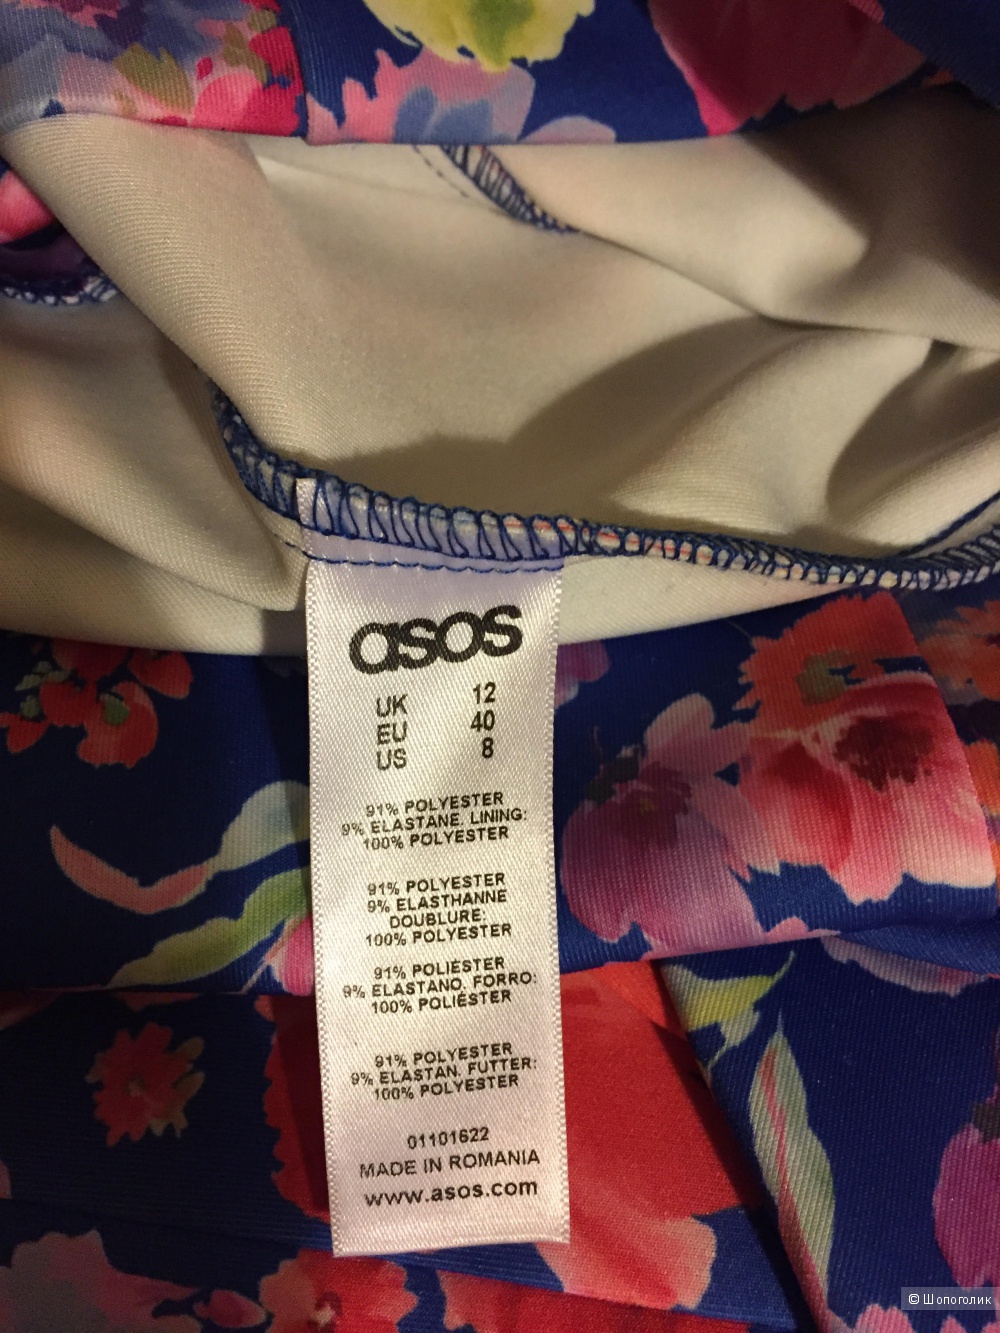 asos
UK 12
EU 40
US 8
91% POLYESTER
9% ELASTANE. LINING:
100% POLYESTER
91% POLYESTER
9% ELASTHANNE
DOUBLURE:
100% POLYESTER
91% POLIÉSTER
9% ELASTANO. FORRO:
100% POLIÉSTER
91% POLYESTER
9% ELASTAN. FUTTER:
100% POLYESTER
01101622
MADE IN ROMANIA
www.asos.com
© Шопоголик